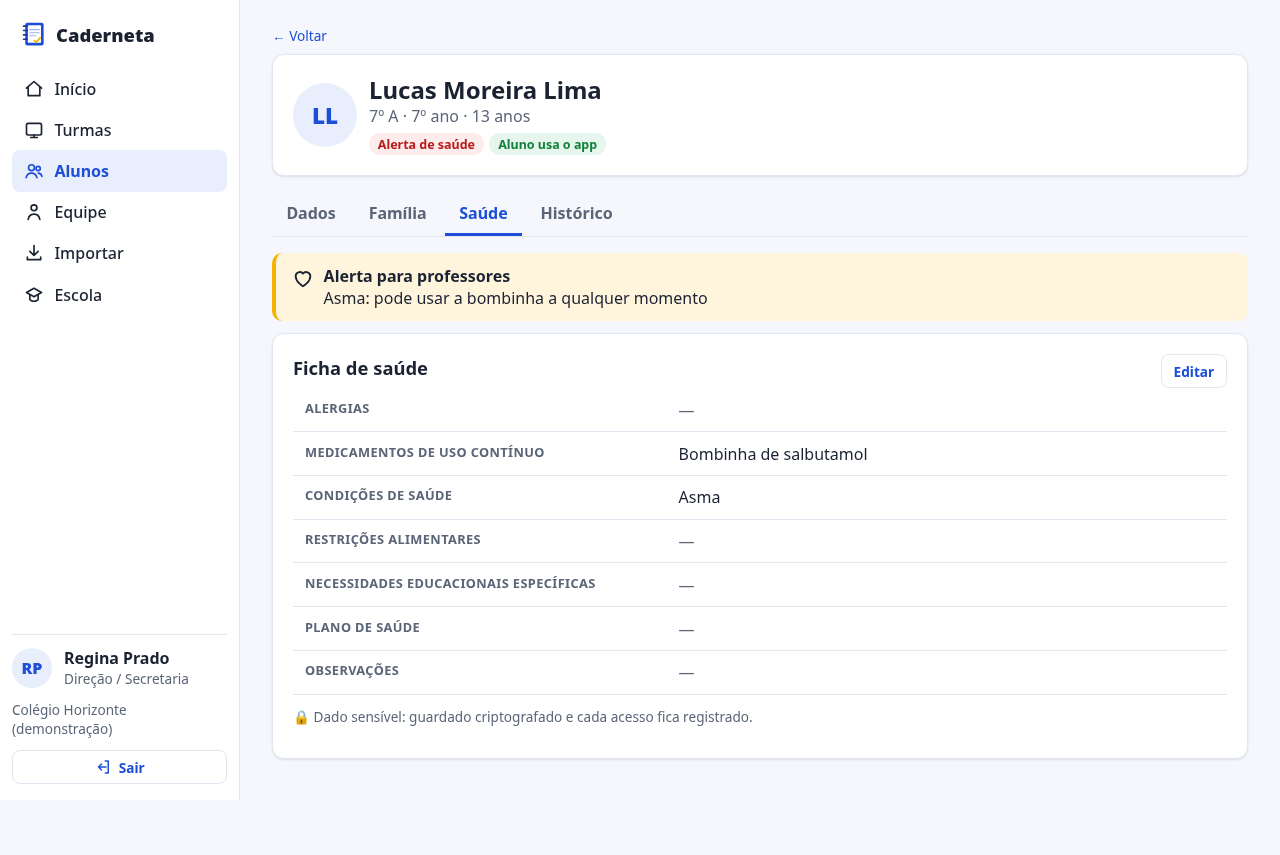 Caderneta
Início
Turmas
Alunos
Equipe
Importar
Escola
RP
Regina Prado
Direção / Secretaria
Colégio Horizonte
(demonstração)
Sair
← Voltar
LL
Lucas Moreira Lima
7º A · 7º ano · 13 anos
Alerta de saúde Aluno usa o app
Dados Família Saúde Histórico
Alerta para professores
Asma: pode usar a bombinha a qualquer momento
Ficha de saúde
Editar
ALERGIAS —
MEDICAMENTOS DE USO CONTÍNUO Bombinha de salbutamol
CONDIÇÕES DE SAÚDE Asma
RESTRIÇÕES ALIMENTARES —
NECESSIDADES EDUCACIONAIS ESPECÍFICAS —
PLANO DE SAÚDE —
OBSERVAÇÕES —
🔒 Dado sensível: guardado criptografado e cada acesso fica registrado.